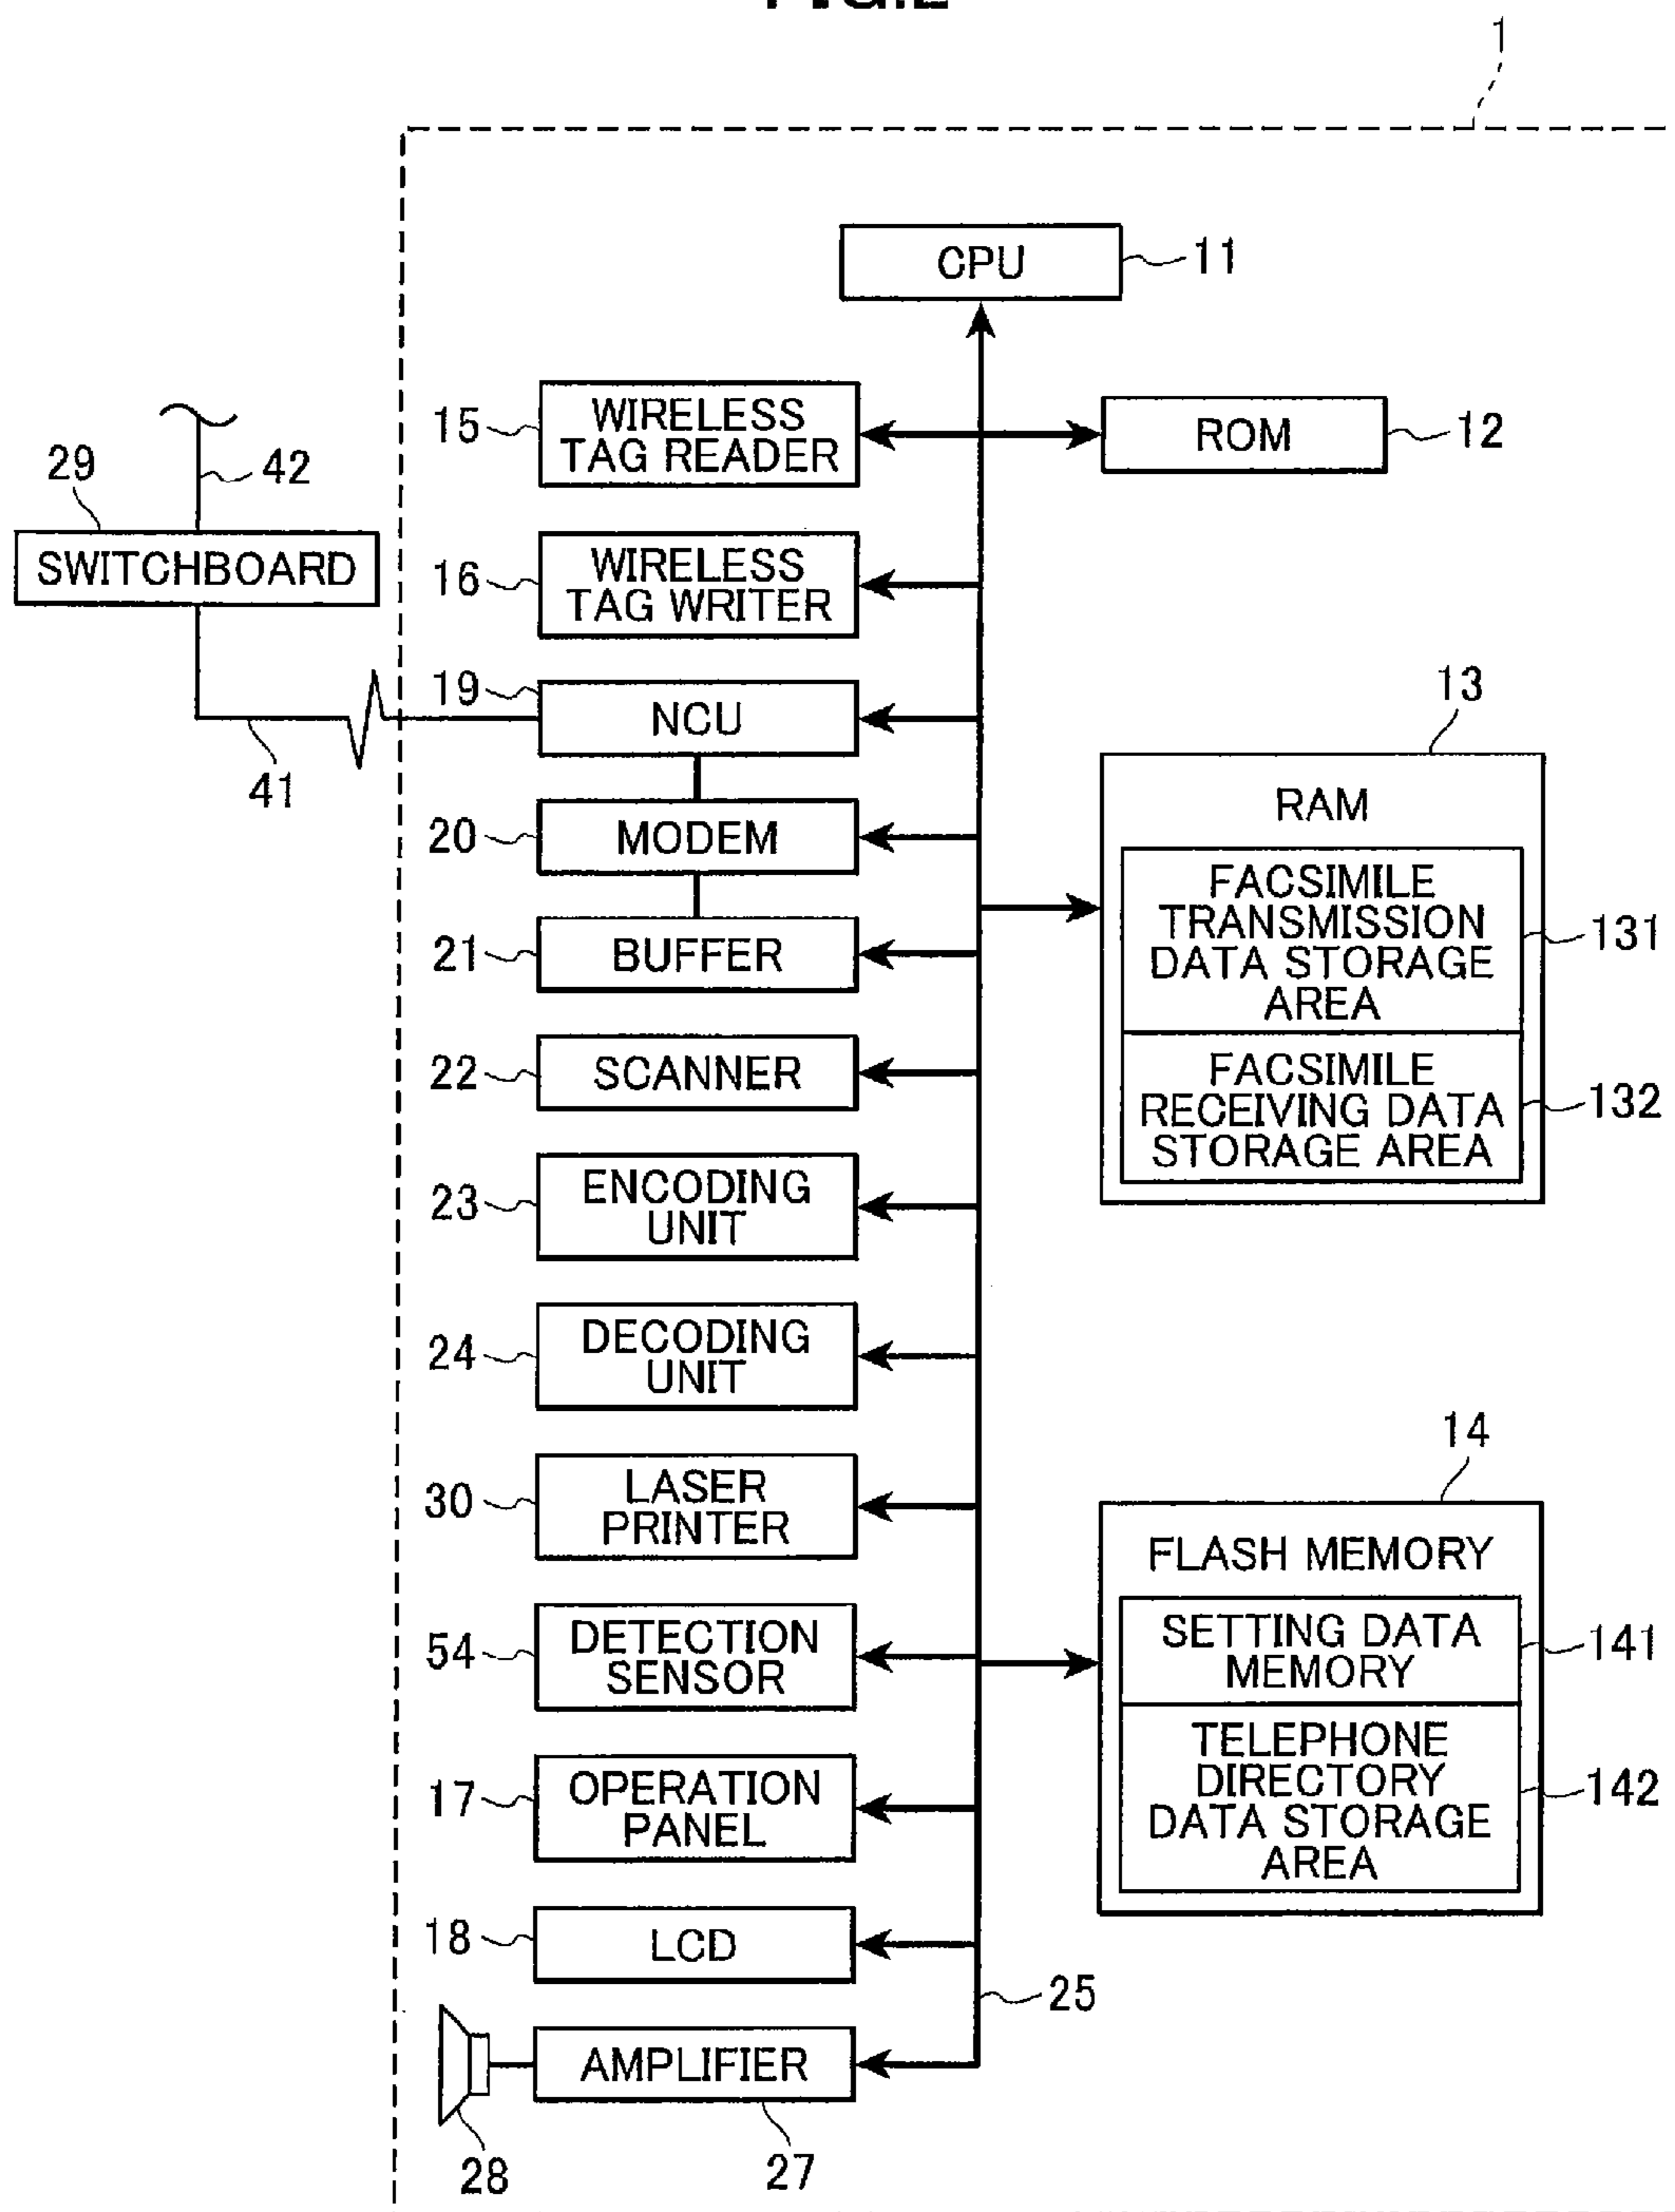 FIG.2
1
CPU
11
15
WIRELESS
TAG READER
ROM
12
29
42
SWITCHBOARD
16
WIRELESS
TAG WRITER
19
NCU
41
13
RAM
20
MODEM
FACSIMILE
TRANSMISSION
DATA STORAGE
AREA
131
21
BUFFER
22
SCANNER
FACSIMILE
RECEIVING DATA
STORAGE AREA
132
23
ENCODING
UNIT
24
DECODING
UNIT
14
30
LASER
PRINTER
FLASH MEMORY
54
DETECTION
SENSOR
SETTING DATA
MEMORY
141
17
OPERATION
PANEL
TELEPHONE
DIRECTORY
DATA STORAGE
AREA
142
18
LCD
25
AMPLIFIER
28
27